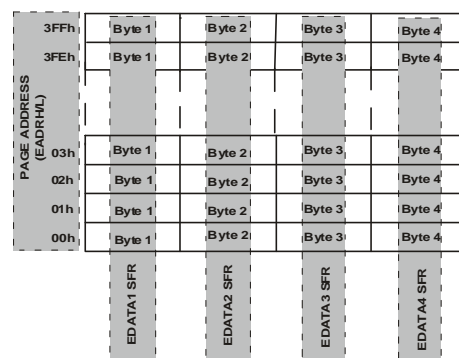 3FFh Byte 1 Byte 2 Byte 3 Byte 4
3FEh Byte 1 Byte 2 Byte 3 Byte 4
PAGE ADDRESS
(EADRH/L)
03h Byte 1 Byte 2 Byte 3 Byte 4
02h Byte 1 Byte 2 Byte 3 Byte 4
01h Byte 1 Byte 2 Byte 3 Byte 4
00h Byte 1 Byte 2 Byte 3 Byte 4
EDATA1 SFR
EDATA2 SFR
EDATA3 SFR
EDATA4 SFR